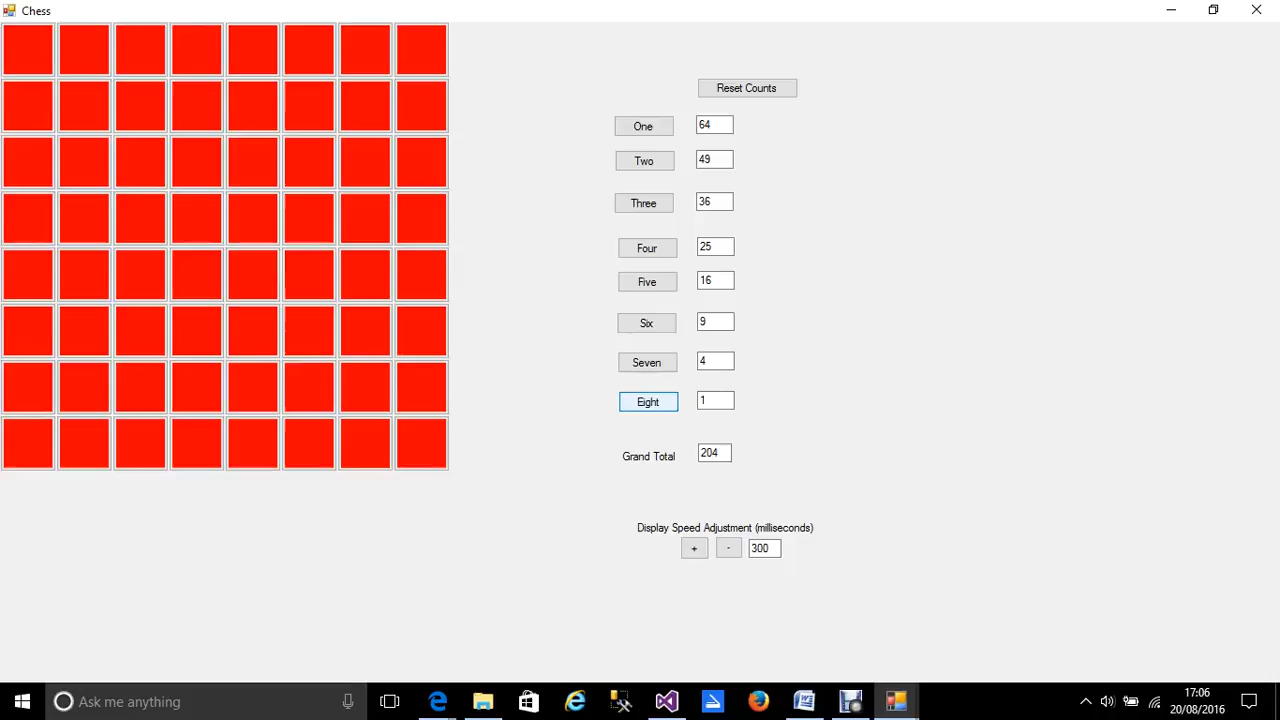 Chess
Reset Counts
One 64
Two 49
Three 36
Four 25
Five 16
Six 9
Seven 4
Eight 1
Grand Total 204
Display Speed Adjustment (milliseconds)
+ - 300
Ask me anything
17:06
20/08/2016